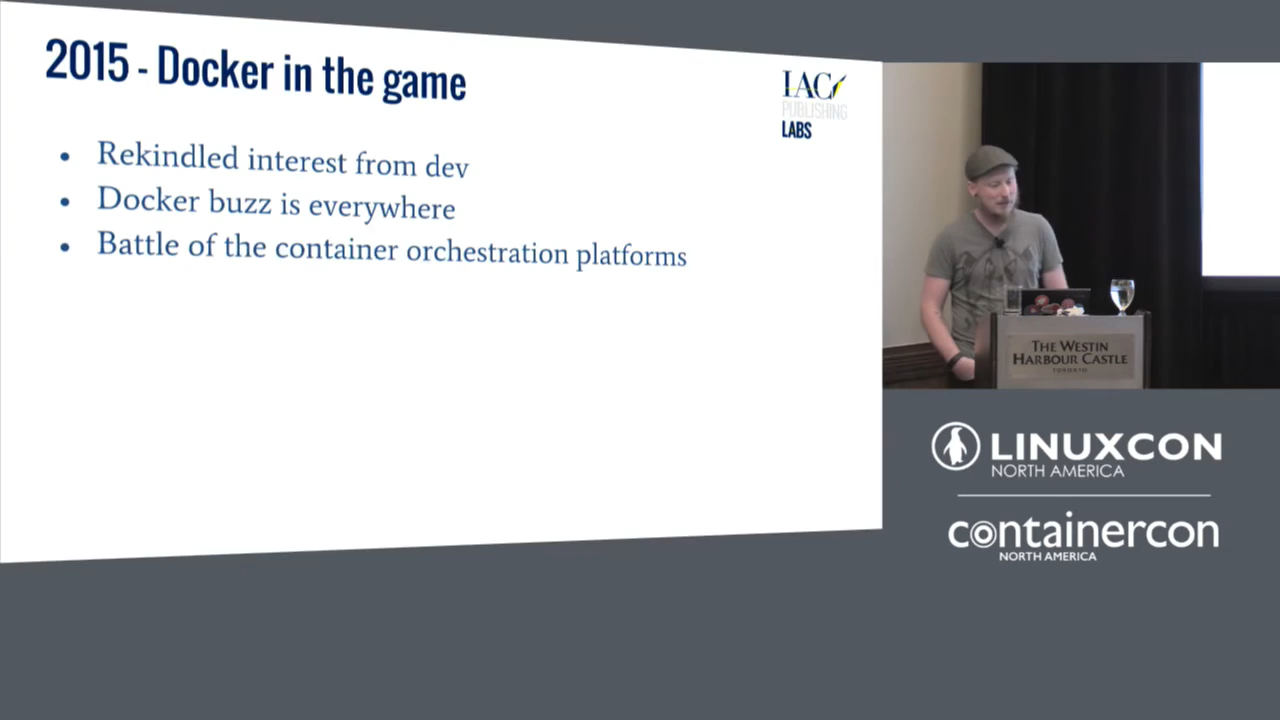 2015 - Docker in the game
IAC
PUBLISHING
LABS
• Rekindled interest from dev
• Docker buzz is everywhere
• Battle of the container orchestration platforms
THE WESTIN
HARBOUR CASTLE
TORONTO
LINUXCON
NORTH AMERICA
containercon
NORTH AMERICA